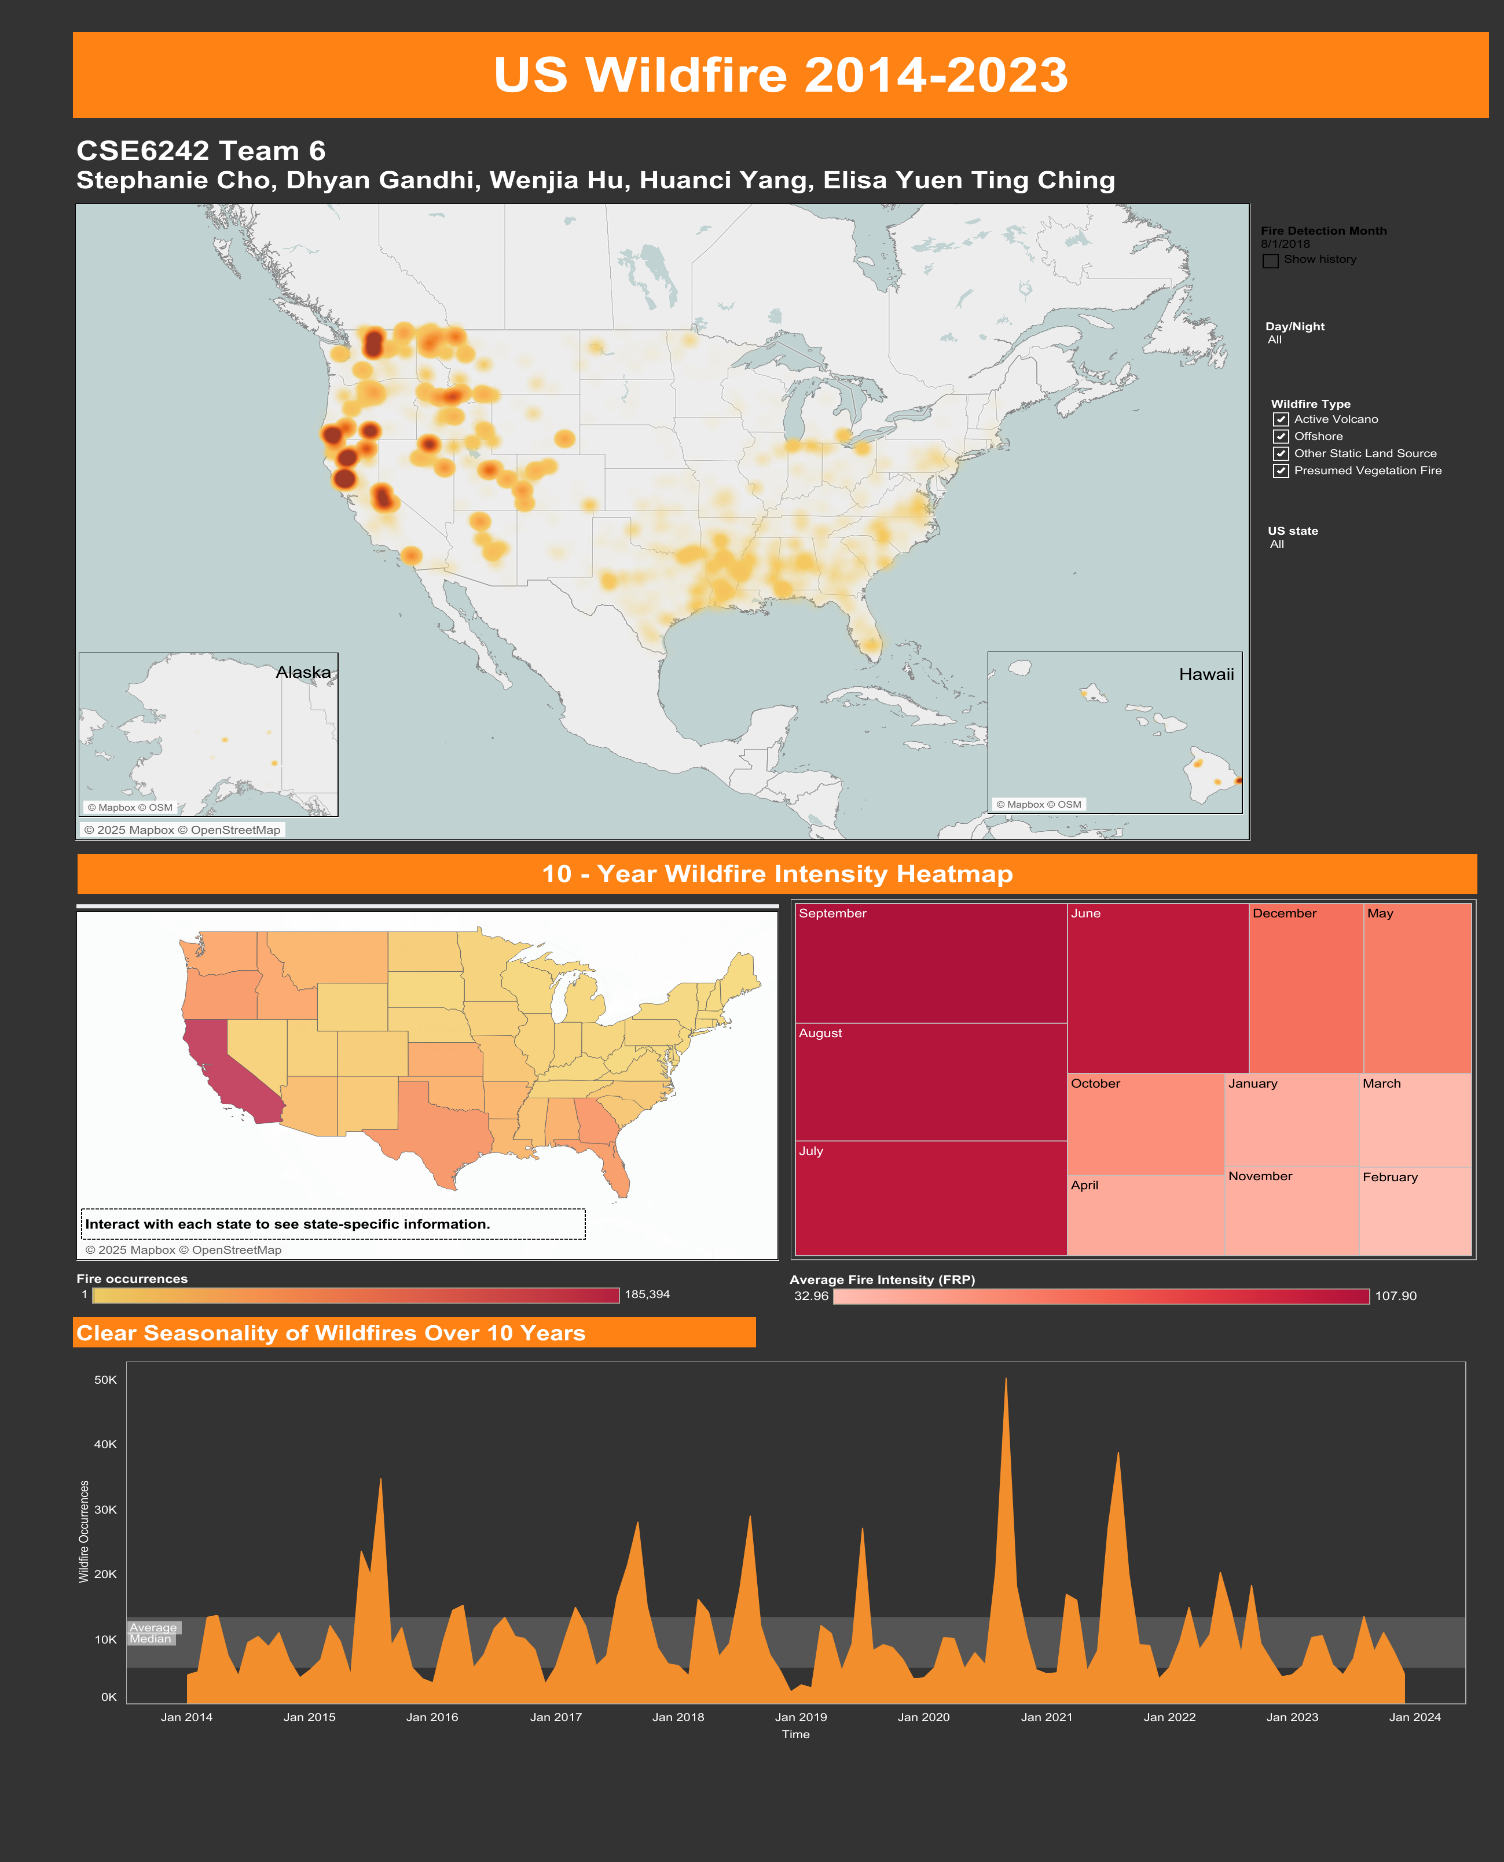 US Wildfire 2014-2023
CSE6242 Team 6
Stephanie Cho, Dhyan Gandhi, Wenjia Hu, Huanci Yang, Elisa Yuen Ting Ching
Fire Detection Month
8/1/2018
Show history
Day/Night
All
Wildfire Type
Active Volcano
Offshore
Other Static Land Source
Presumed Vegetation Fire
US state
All
Alaska
© Mapbox © OSM
Hawaii
© Mapbox © OSM
© 2025 Mapbox © OpenStreetMap
10 - Year Wildfire Intensity Heatmap
Interact with each state to see state-specific information.
© 2025 Mapbox © OpenStreetMap
September
August
July
June
December
May
October
April
January
March
November
February
Fire occurrences
1
185,394
Average Fire Intensity (FRP)
32.96
107.90
Clear Seasonality of Wildfires Over 10 Years
50K
40K
30K
20K
10K
0K
Wildfire Occurrences
Average
Median
Jan 2014
Jan 2015
Jan 2016
Jan 2017
Jan 2018
Jan 2019
Jan 2020
Jan 2021
Jan 2022
Jan 2023
Jan 2024
Time